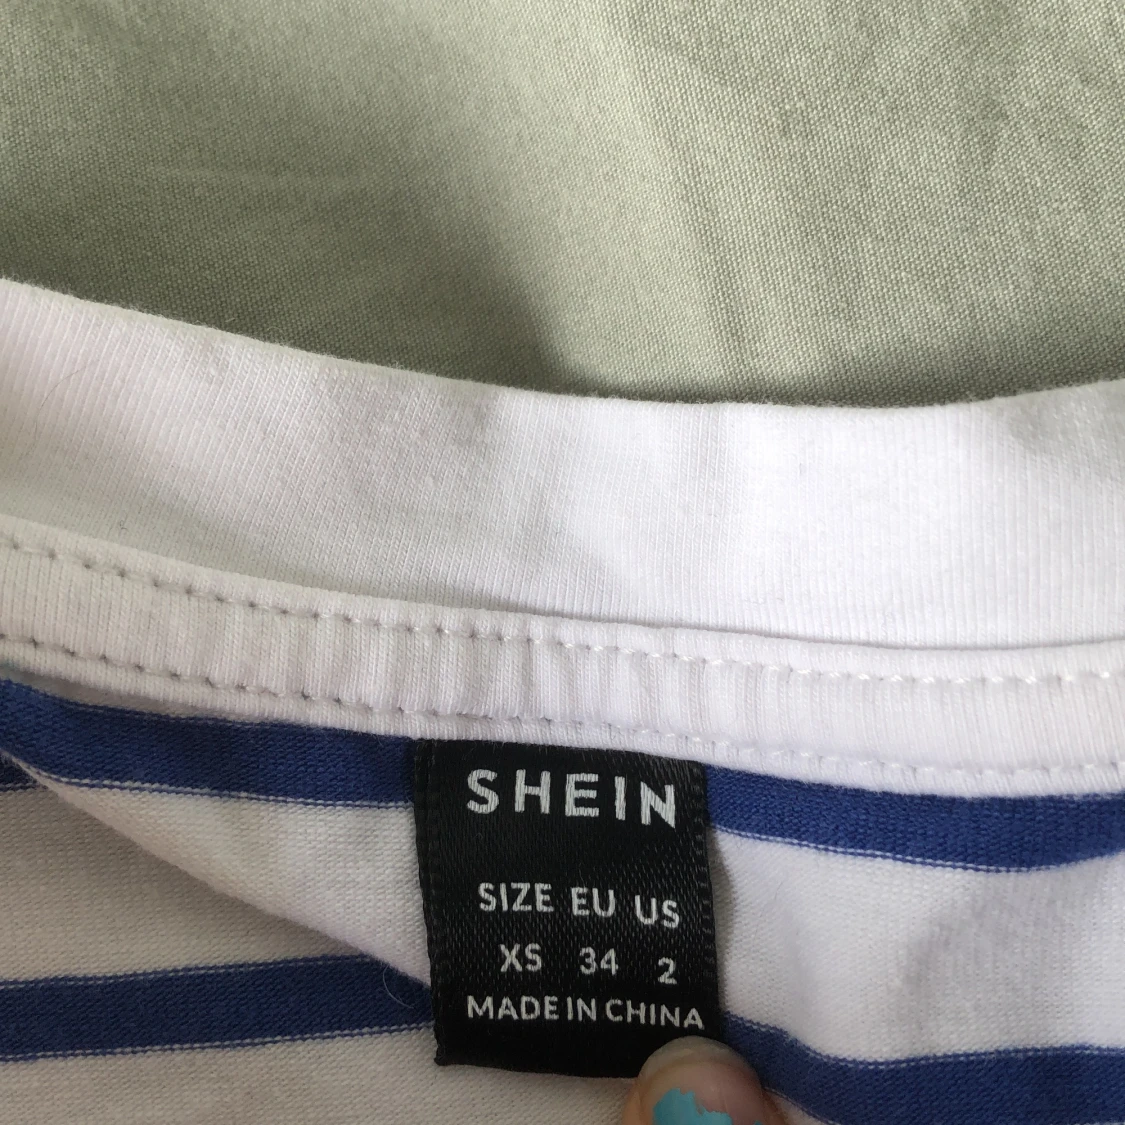 SHEIN
SIZE EU US
XS 34 2
MADE IN CHINA